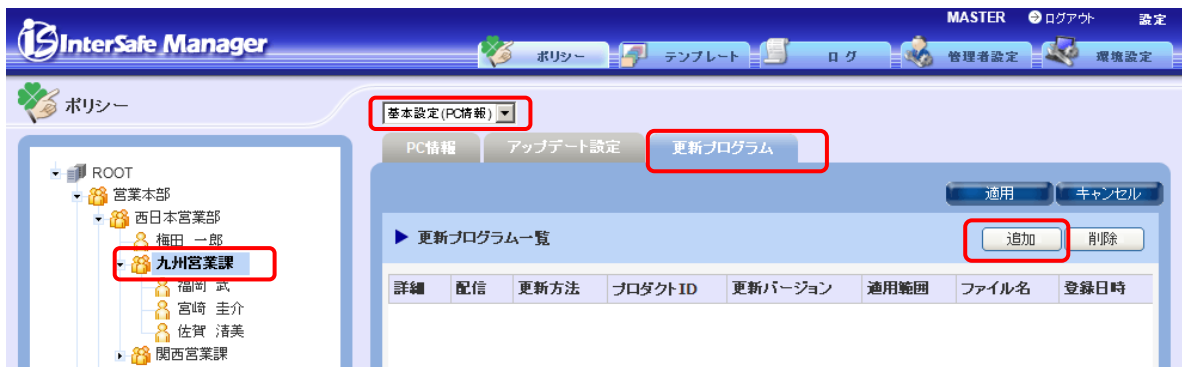 MASTER ログアウト 設定
InterSafe Manager
ポリシー テンプレート ログ 管理者設定 環境設定
ポリシー
基本設定(PC情報)
PC情報 アップデート設定 更新プログラム
ROOT
営業本部
西日本営業部
梅田 一郎
九州営業課
福岡 武
宮崎 圭介
佐賀 清美
関西営業課
適用 キャンセル
更新プログラム一覧
追加 削除
詳細 配信 更新方法 プロダクトID 更新バージョン 適用範囲 ファイル名 登録日時